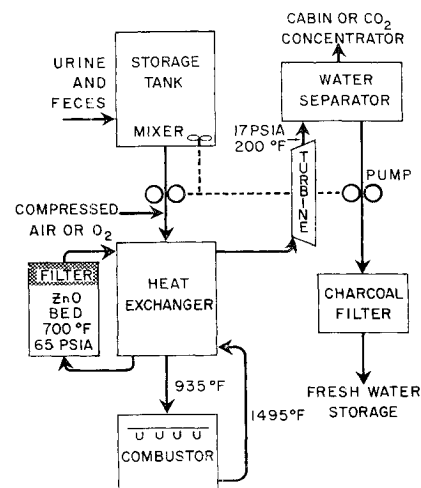 CABIN OR CO2
CONCENTRATOR
URINE
AND
FECES
STORAGE
TANK
MIXER
WATER
SEPARATOR
17 PSIA
200 °F
TURBINE
PUMP
COMPRESSED
AIR OR O2
FILTER
ZnO
BED
700 °F
65 PSIA
HEAT
EXCHANGER
CHARCOAL
FILTER
935°F
1495°F
FRESH WATER
STORAGE
COMBUSTOR